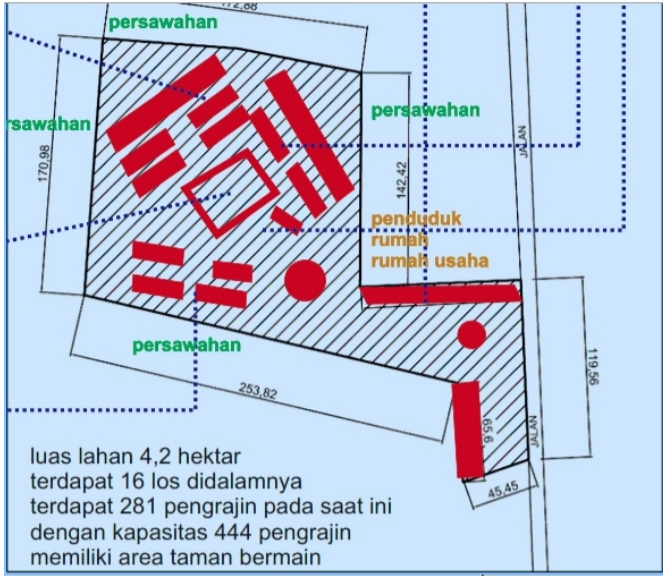 persawahan
persawahan
rsawahan
JALAN
170,98
142,42
penduduk
rumah
rumah usaha
persawahan
253,82
119,56
65,6
JALAN
45,45
luas lahan 4,2 hektar
terdapat 16 los didalamnya
terdapat 281 pengrajin pada saat ini
dengan kapasitas 444 pengrajin
memiliki area taman bermain